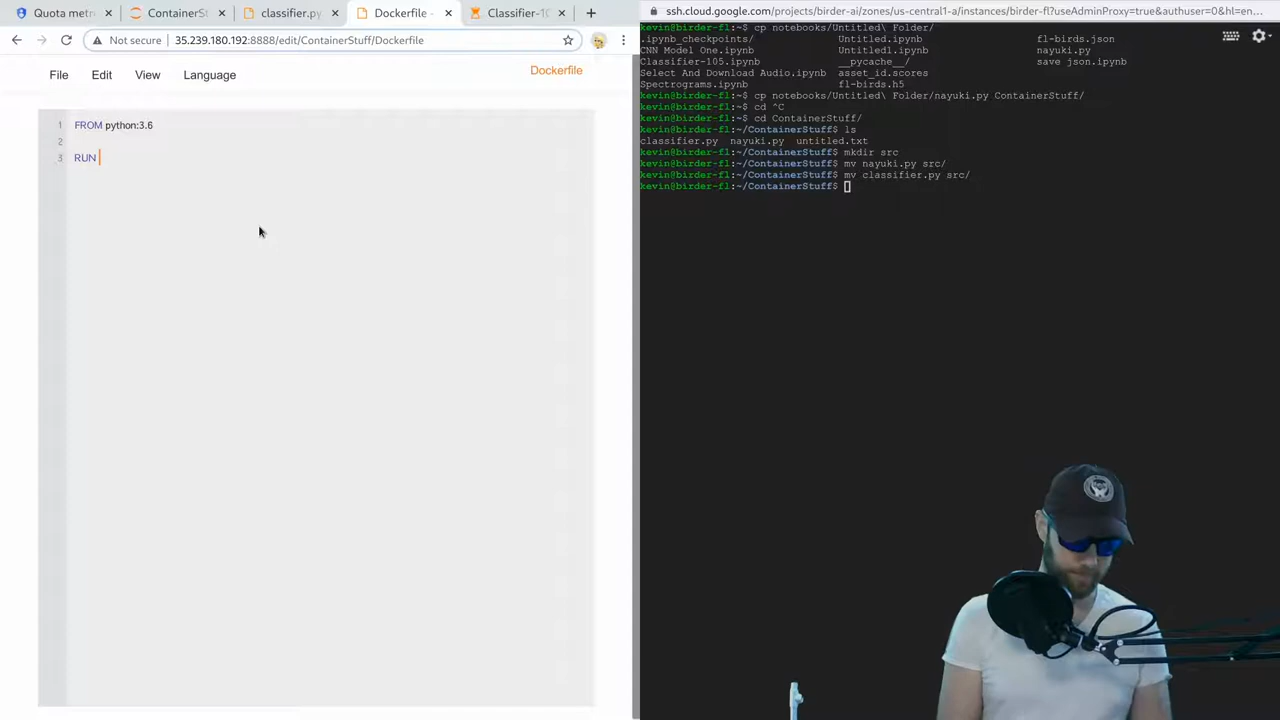 Quota metr
ContainerSt
classifier.py
Dockerfile -
Classifier-10
Not secure
35.239.180.192:8888/edit/ContainerStuff/Dockerfile
File
Edit
View
Language
Dockerfile
1 FROM python:3.6
2
3 RUN
ssh.cloud.google.com/projects/birder-ai/zones/us-central1-a/instances/birder-fl?useAdminProxy=true&authuser=0&hl=en...
kevin@birder-fl:~$ cp notebooks/Untitled\ Folder/
.ipynb_checkpoints/ Untitled.ipynb fl-birds.json
CNN Model One.ipynb Untitled1.ipynb nayuki.py
Classifier-105.ipynb __pycache__/ save json.ipynb
Select And Download Audio.ipynb asset_id.scores
Spectrograms.ipynb fl-birds.h5
kevin@birder-fl:~$ cp notebooks/Untitled\ Folder/nayuki.py ContainerStuff/
kevin@birder-fl:~$ cd ^C
kevin@birder-fl:~$ cd ContainerStuff/
kevin@birder-fl:~/ContainerStuff$ ls
classifier.py nayuki.py untitled.txt
kevin@birder-fl:~/ContainerStuff$ mkdir src
kevin@birder-fl:~/ContainerStuff$ mv nayuki.py src/
kevin@birder-fl:~/ContainerStuff$ mv classifier.py src/
kevin@birder-fl:~/ContainerStuff$